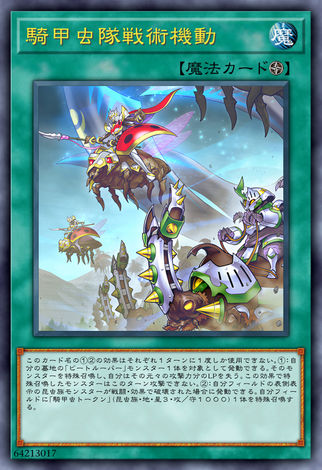 騎甲虫隊戦術機動
魔
【魔法カード】
このカード名の①②の効果はそれぞれ1ターンに1度しか使用できない。①：自
分の墓地の「ビートルーパー」モンスター1体を対象として発動できる。そのモ
ンスターを特殊召喚し、自分はその元々の攻撃力分のLPを失う。この効果で特
殊召喚したモンスターはこのターン攻撃できない。②：自分フィールドの表側表
示の昆虫族モンスターが戦闘・効果で破壊された場合に発動できる。自分フィー
ルドに「騎甲虫トークン」（昆虫族・地・星3・攻／守1000）1体を特殊召喚す
る。
64213017